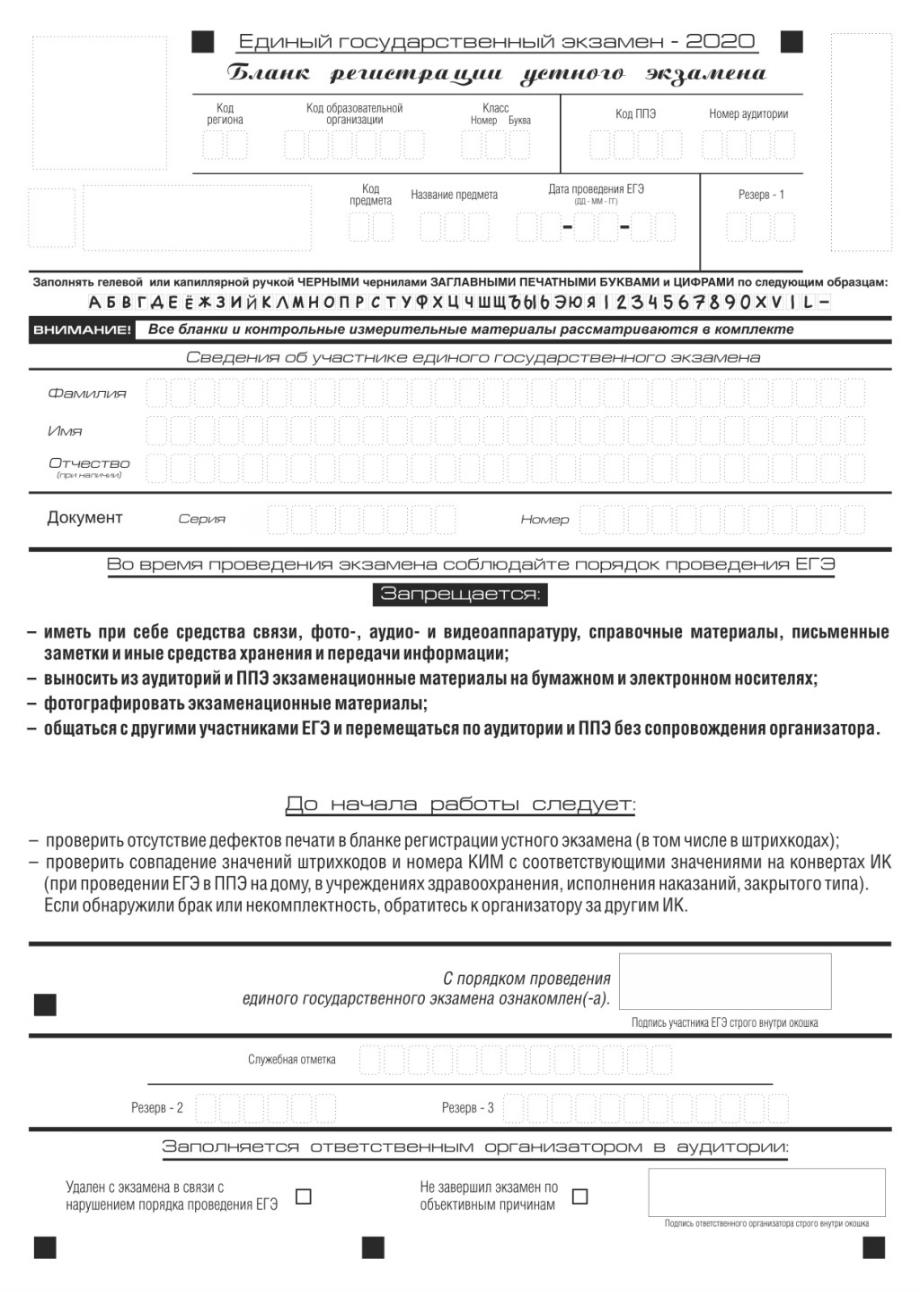 Единый государственный экзамен - 2020
Бланк регистрации устного экзамена
Код региона
Код образовательной организации
Класс
Номер Буква
Код ППЭ
Номер аудитории
Код предмета
Название предмета
Дата проведения ЕГЭ
(ДД - ММ - ГГ)
Резерв - 1
- -
Заполнять гелевой или капиллярной ручкой ЧЕРНЫМИ чернилами ЗАГЛАВНЫМИ ПЕЧАТНЫМИ БУКВАМИ и ЦИФРАМИ по следующим образцам:
А Б В Г Д Е Ё Ж З И Й К Л М Н О П Р С Т У Ф Х Ц Ч Ш Щ Ъ Ы Ь Э Ю Я 1 2 3 4 5 6 7 8 9 0 X V I L -
ВНИМАНИЕ! Все бланки и контрольные измерительные материалы рассматриваются в комплекте
Сведения об участнике единого государственного экзамена
Фамилия
Имя
Отчество
(при наличии)
Документ Серия Номер
Во время проведения экзамена соблюдайте порядок проведения ЕГЭ
Запрещается:
– иметь при себе средства связи, фото-, аудио- и видеоаппаратуру, справочные материалы, письменные
заметки и иные средства хранения и передачи информации;
– выносить из аудиторий и ППЭ экзаменационные материалы на бумажном и электронном носителях;
– фотографировать экзаменационные материалы;
– общаться с другими участниками ЕГЭ и перемещаться по аудитории и ППЭ без сопровождения организатора.
До начала работы следует:
– проверить отсутствие дефектов печати в бланке регистрации устного экзамена (в том числе в штрихкодах);
– проверить совпадение значений штрихкодов и номера КИМ с соответствующими значениями на конвертах ИК
(при проведении ЕГЭ в ППЭ на дому, в учреждениях здравоохранения, исполнения наказаний, закрытого типа).
Если обнаружили брак или некомплектность, обратитесь к организатору за другим ИК.
С порядком проведения
единого государственного экзамена ознакомлен(-а).
Подпись участника ЕГЭ строго внутри окошка
Служебная отметка
Резерв - 2 Резерв - 3
Заполняется ответственным организатором в аудитории:
Удален с экзамена в связи с
нарушением порядка проведения ЕГЭ
Не завершил экзамен по
объективным причинам
Подпись ответственного организатора строго внутри окошка